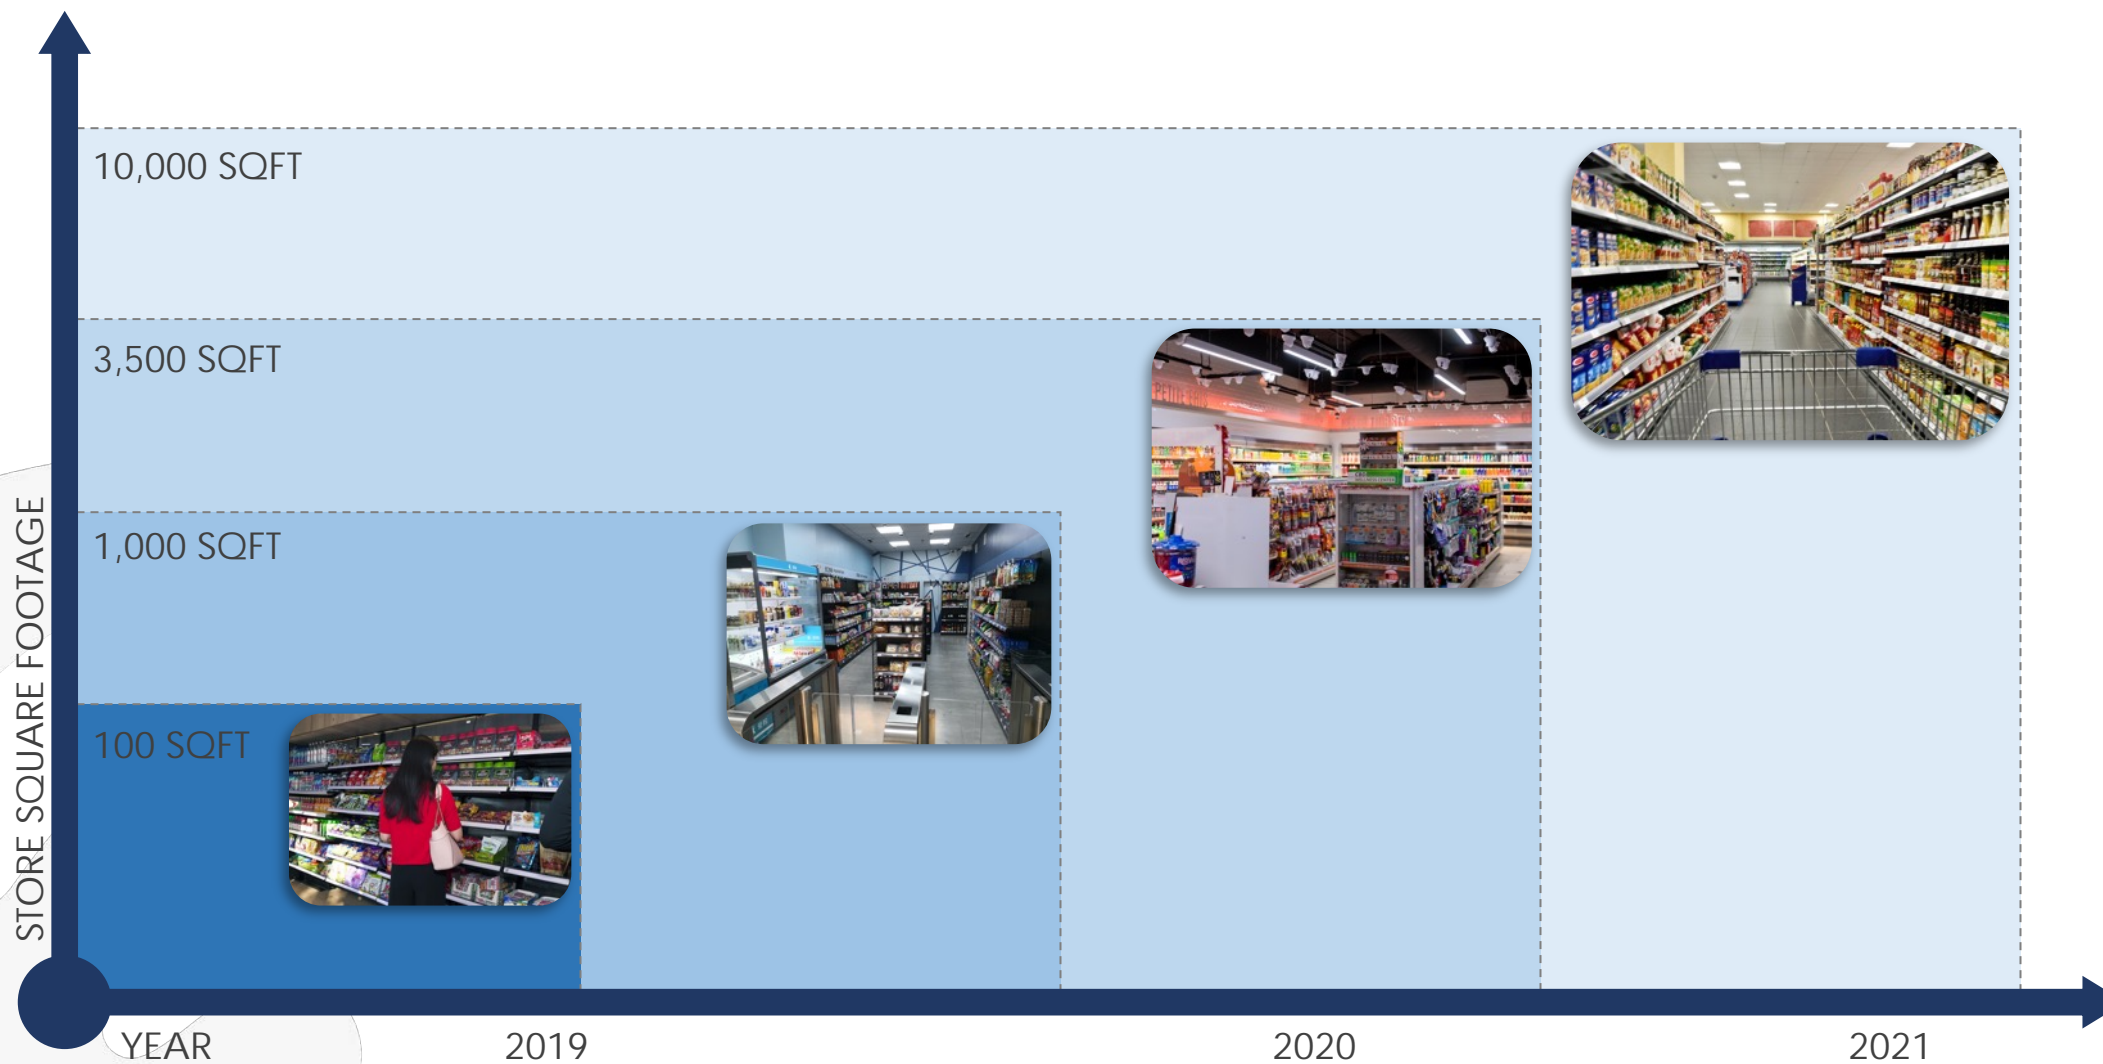 10,000 SQFT
3,500 SQFT
1,000 SQFT
100 SQFT
STORE SQUARE FOOTAGE
YEAR
2019
2020
2021